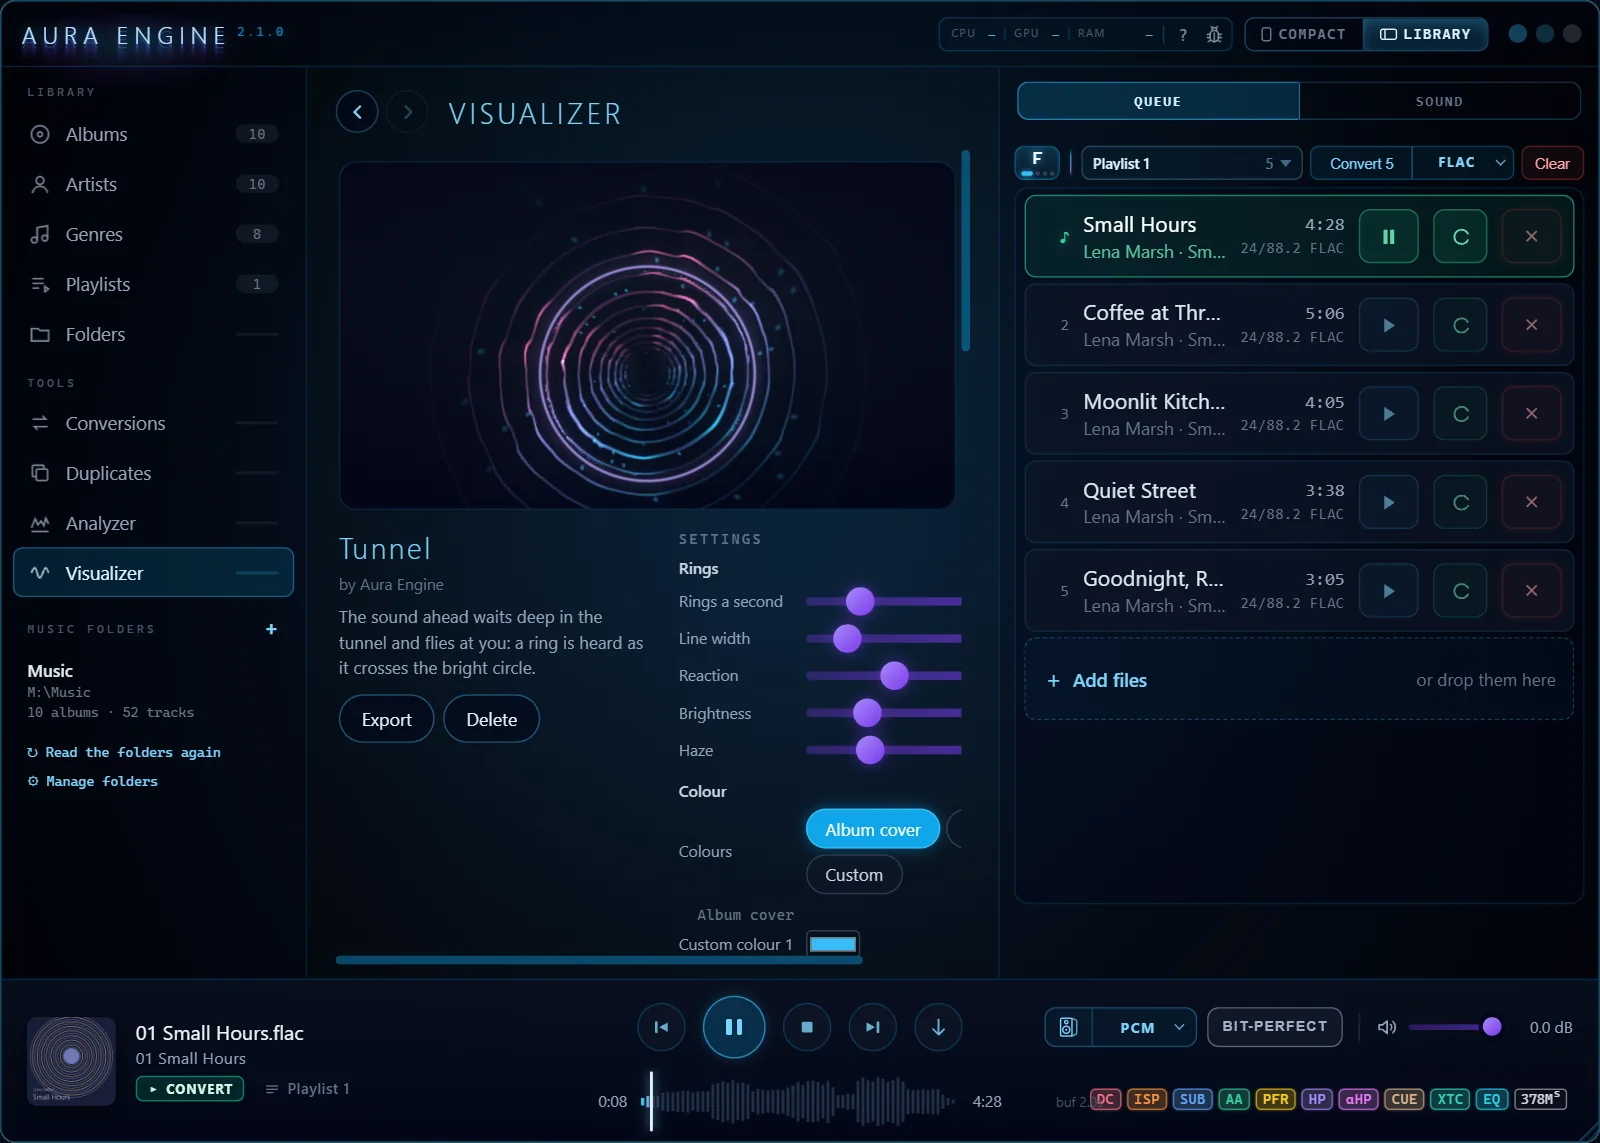 AURA ENGINE 2.1.0
CPU – GPU – RAM – ?
COMPACT
LIBRARY
LIBRARY
Albums 10
Artists 10
Genres 8
Playlists 1
Folders
TOOLS
Conversions
Duplicates
Analyzer
Visualizer
MUSIC FOLDERS +
Music
M:\Music
10 albums · 52 tracks
↻ Read the folders again
⚙ Manage folders
VISUALIZER
Tunnel
by Aura Engine
The sound ahead waits deep in the
tunnel and flies at you: a ring is heard as
it crosses the bright circle.
Export
Delete
SETTINGS
Rings
Rings a second
Line width
Reaction
Brightness
Haze
Colour
Colours
Album cover
Custom
Album cover
Custom colour 1
QUEUE
SOUND
F
Playlist 1 5
Convert 5
FLAC
Clear
Small Hours 4:28
Lena Marsh · Sm... 24/88.2 FLAC
2 Coffee at Thr... 5:06
Lena Marsh · Sm... 24/88.2 FLAC
3 Moonlit Kitch... 4:05
Lena Marsh · Sm... 24/88.2 FLAC
4 Quiet Street 3:38
Lena Marsh · Sm... 24/88.2 FLAC
5 Goodnight, R... 3:05
Lena Marsh · Sm... 24/88.2 FLAC
+ Add files or drop them here
Small Hours
01 Small Hours.flac
01 Small Hours
CONVERT
Playlist 1
0:08
4:28
PCM
BIT-PERFECT
0.0 dB
buf DC ISP SUB AA PFR HP αHP CUE XTC EQ 378Mˢ